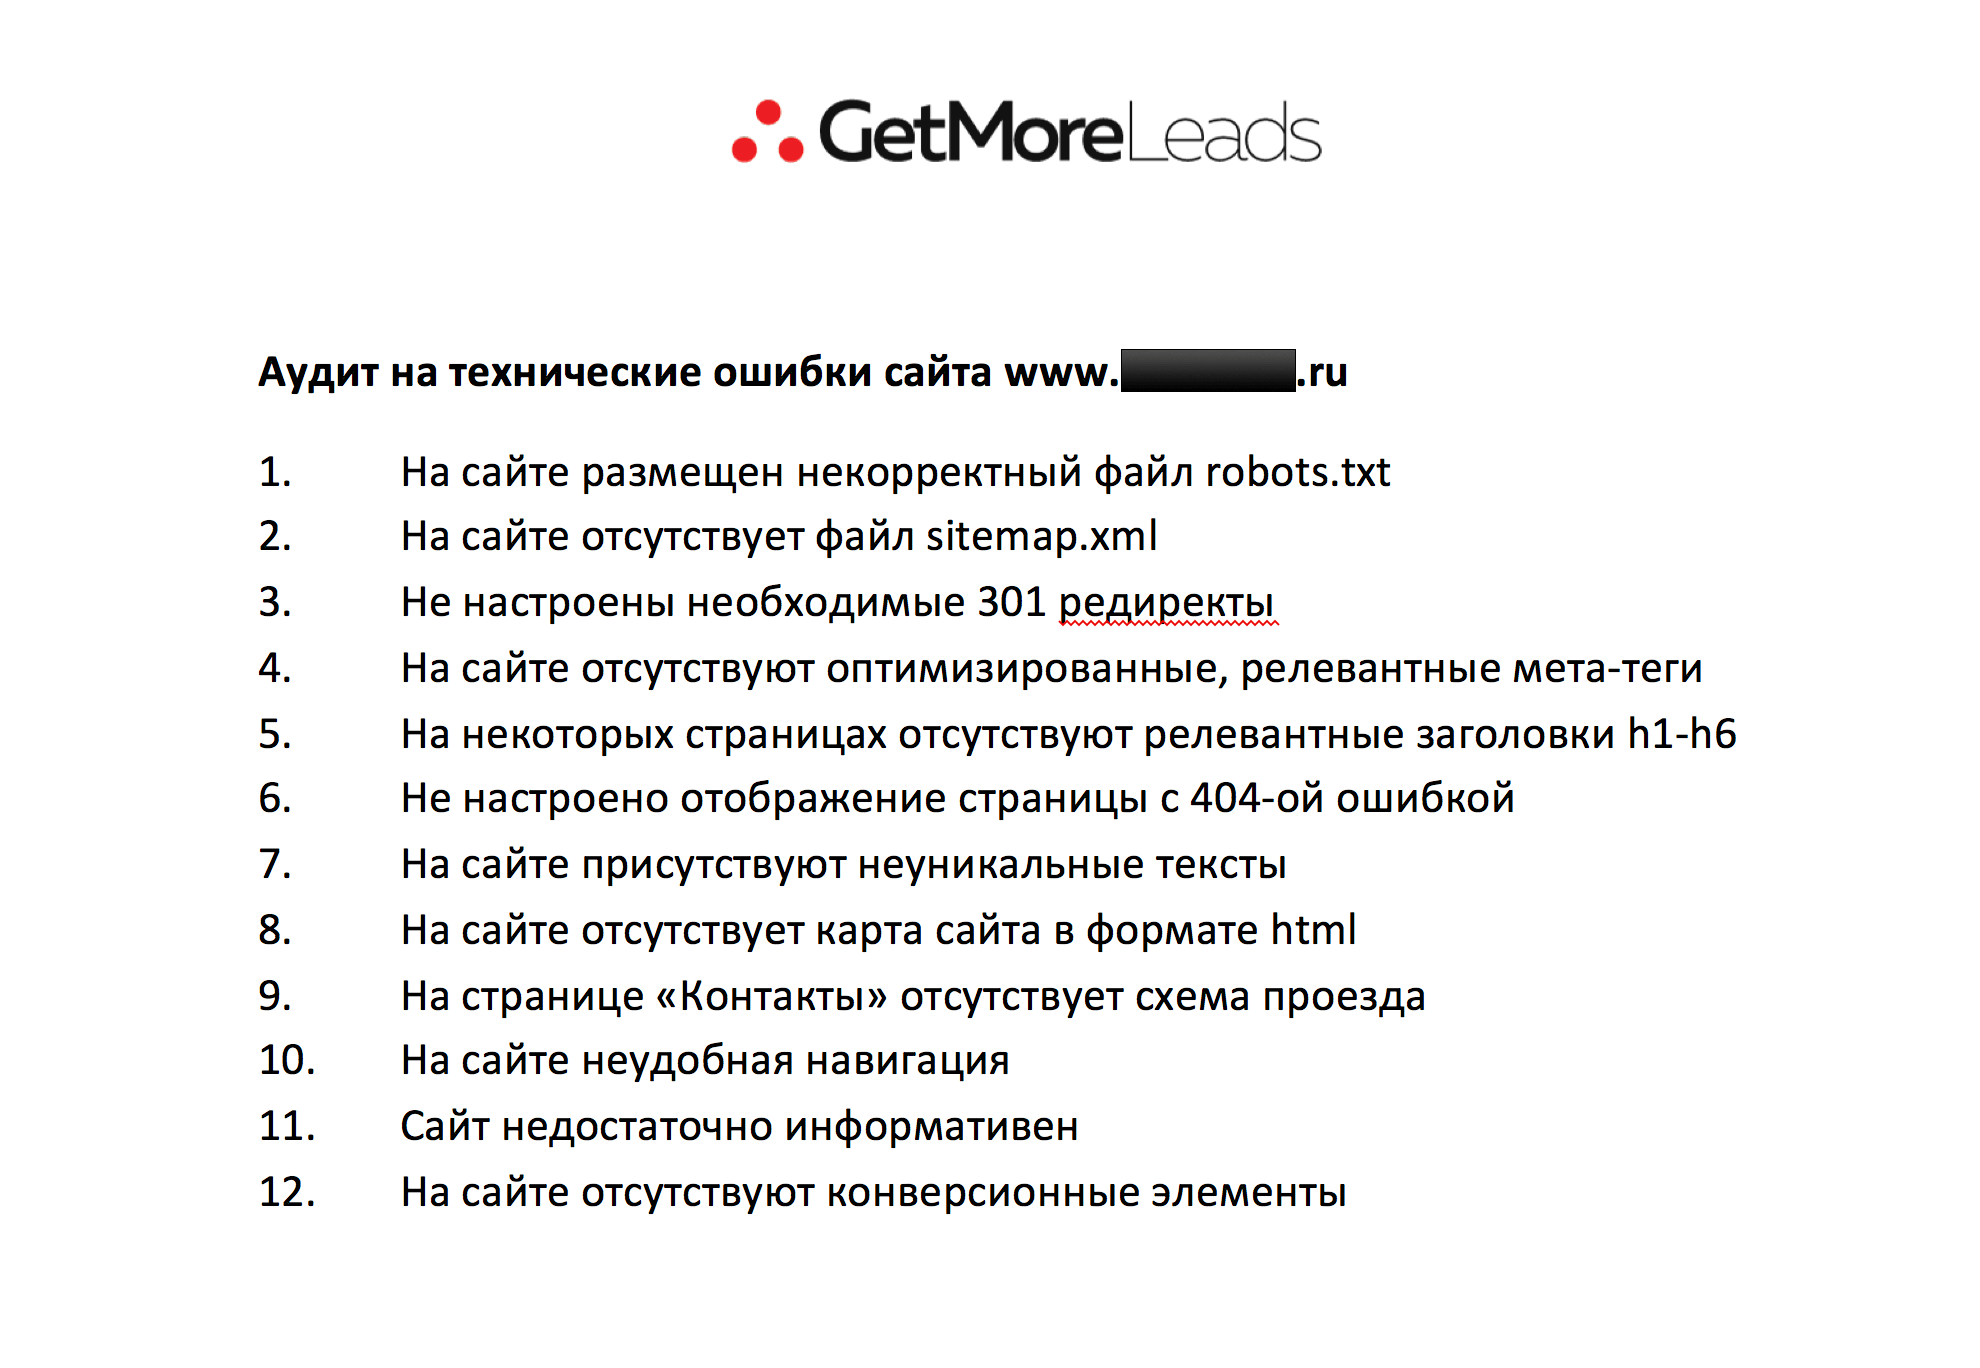 GetMoreLeads
Аудит на технические ошибки сайта www. .ru
1. На сайте размещен некорректный файл robots.txt
2. На сайте отсутствует файл sitemap.xml
3. Не настроены необходимые 301 редиректы
4. На сайте отсутствуют оптимизированные, релевантные мета-теги
5. На некоторых страницах отсутствуют релевантные заголовки h1-h6
6. Не настроено отображение страницы с 404-ой ошибкой
7. На сайте присутствуют неуникальные тексты
8. На сайте отсутствует карта сайта в формате html
9. На странице «Контакты» отсутствует схема проезда
10. На сайте неудобная навигация
11. Сайт недостаточно информативен
12. На сайте отсутствуют конверсионные элементы